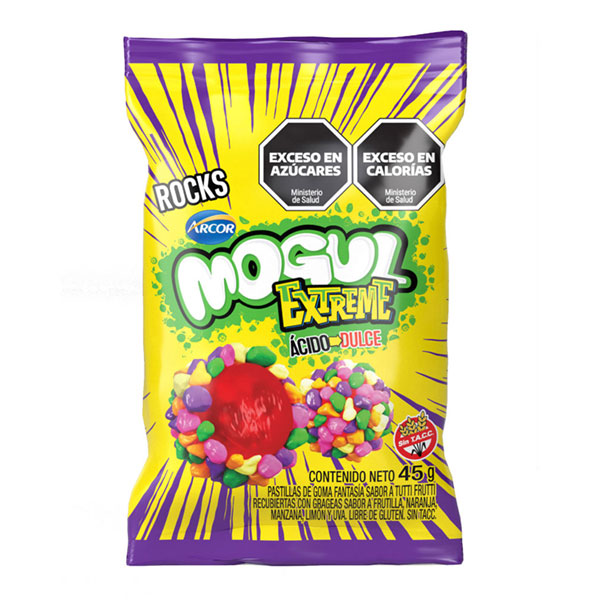 EXCESO EN
AZÚCARES
Ministerio
de Salud
EXCESO EN
CALORÍAS
Ministerio
de Salud
ROCKS
ARCOR
MOGUL
EXTREME
ÁCIDO DULCE
Sin T.A.C.C.
CONTENIDO NETO 45 g
PASTILLAS DE GOMA FANTASÍA SABOR A TUTTI FRUTTI
RECUBIERTAS CON GRAGEAS SABOR A FRUTILLA, NARANJA,
MANZANA, LIMÓN Y UVA. LIBRE DE GLUTEN. SIN TACC.